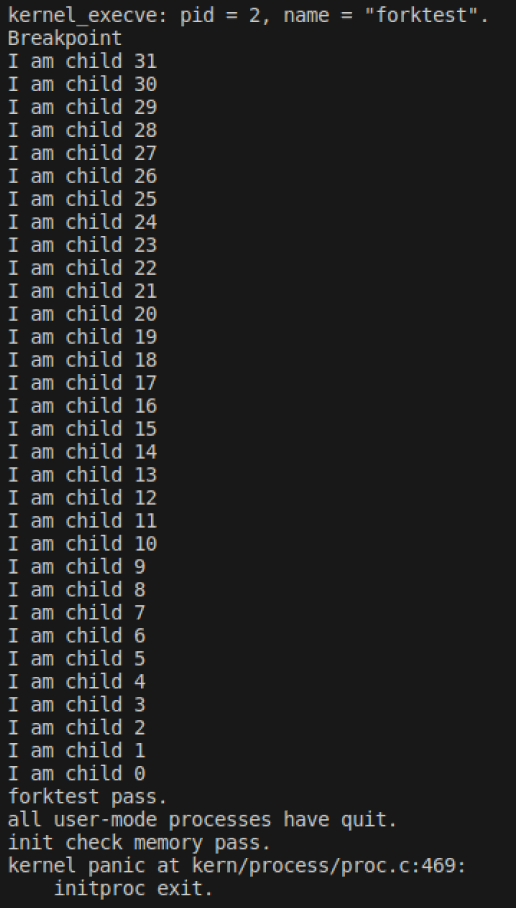 kernel_execve: pid = 2, name = "forktest".
Breakpoint
I am child 31
I am child 30
I am child 29
I am child 28
I am child 27
I am child 26
I am child 25
I am child 24
I am child 23
I am child 22
I am child 21
I am child 20
I am child 19
I am child 18
I am child 17
I am child 16
I am child 15
I am child 14
I am child 13
I am child 12
I am child 11
I am child 10
I am child 9
I am child 8
I am child 7
I am child 6
I am child 5
I am child 4
I am child 3
I am child 2
I am child 1
I am child 0
forktest pass.
all user-mode processes have quit.
init check memory pass.
kernel panic at kern/process/proc.c:469:
    initproc exit.